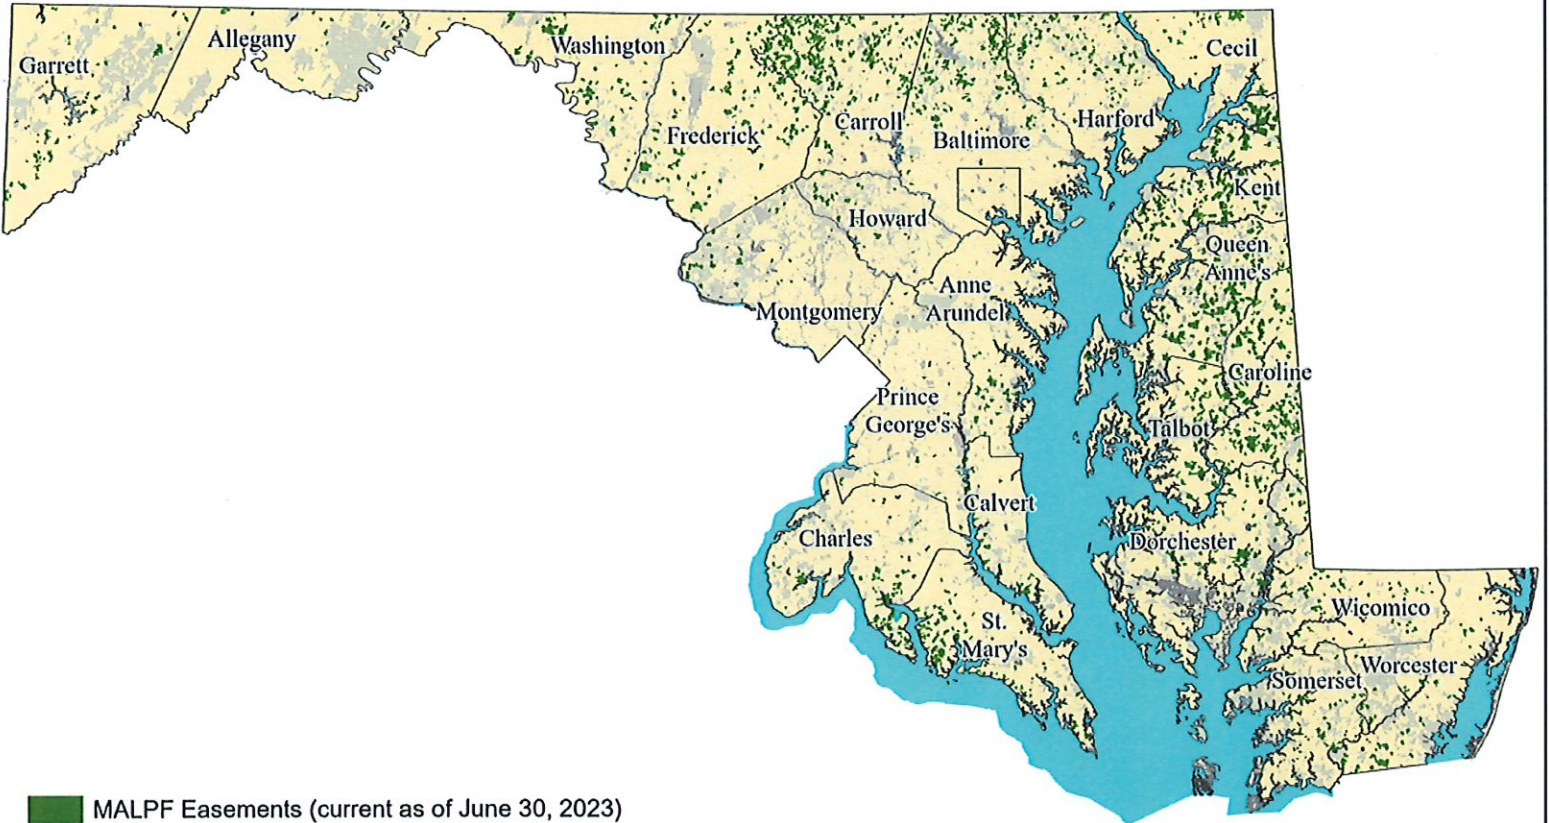 Garrett
Allegany
Washington
Frederick
Carroll
Baltimore
Harford
Cecil
Kent
Howard
Queen
Anne's
Montgomery
Anne
Arundel
Prince
George's
Caroline
Talbot
Calvert
Charles
Dorchester
St.
Mary's
Wicomico
Worcester
Somerset
MALPF Easements (current as of June 30, 2023)